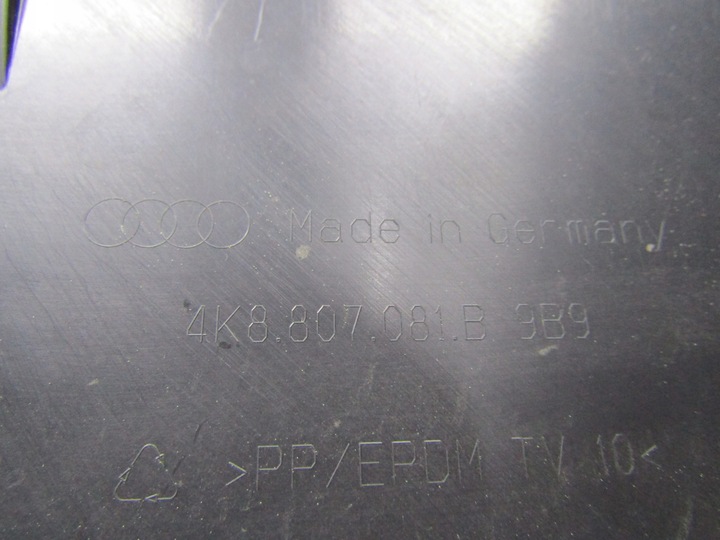 Made in Germany
4K8.807.081.B 9B9
>PP/EPDM TV 10<